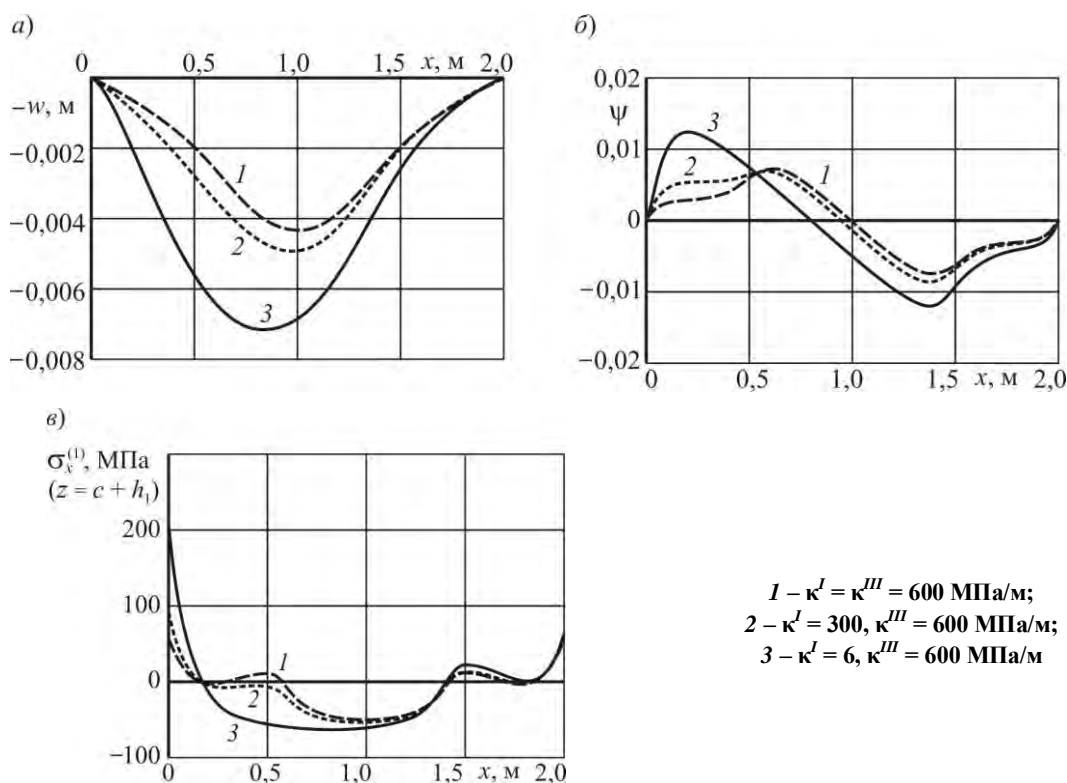 а)
0 0,5 1,0 1,5 x, м 2,0
−w, м
−0,002
−0,004
−0,006
−0,008
1
2
3
б)
0,02
ψ
0,01
0
−0,01
−0,02
3
2
1
0 0,5 1,0 1,5 x, м 2,0
в)
σₓ⁽¹⁾, МПа
(z = c + h₁)
200
100
0
−100
1
2
3
0 0,5 1,0 1,5 x, м 2,0
1 – κᴵ = κᴵᴵᴵ = 600 МПа/м;
2 – κᴵ = 300, κᴵᴵᴵ = 600 МПа/м;
3 – κᴵ = 6, κᴵᴵᴵ = 600 МПа/м